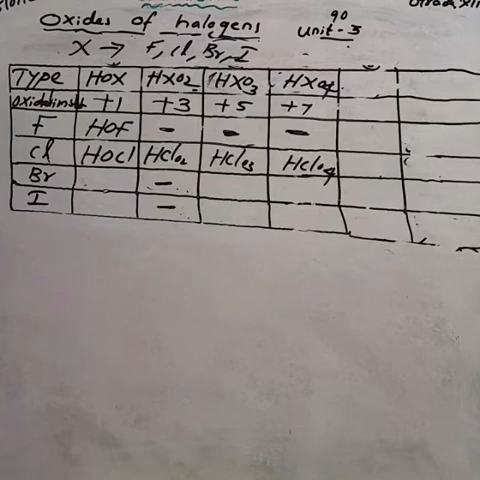 Oxides of halogens
90
unit-3
X → F, Cl, Br, I
Type HOX HXO2 HXO3 HXO4
+1 +3 +5 +7
F HOF - - -
Cl HOCl HClO2 HClO3 HClO4
Br -
I -